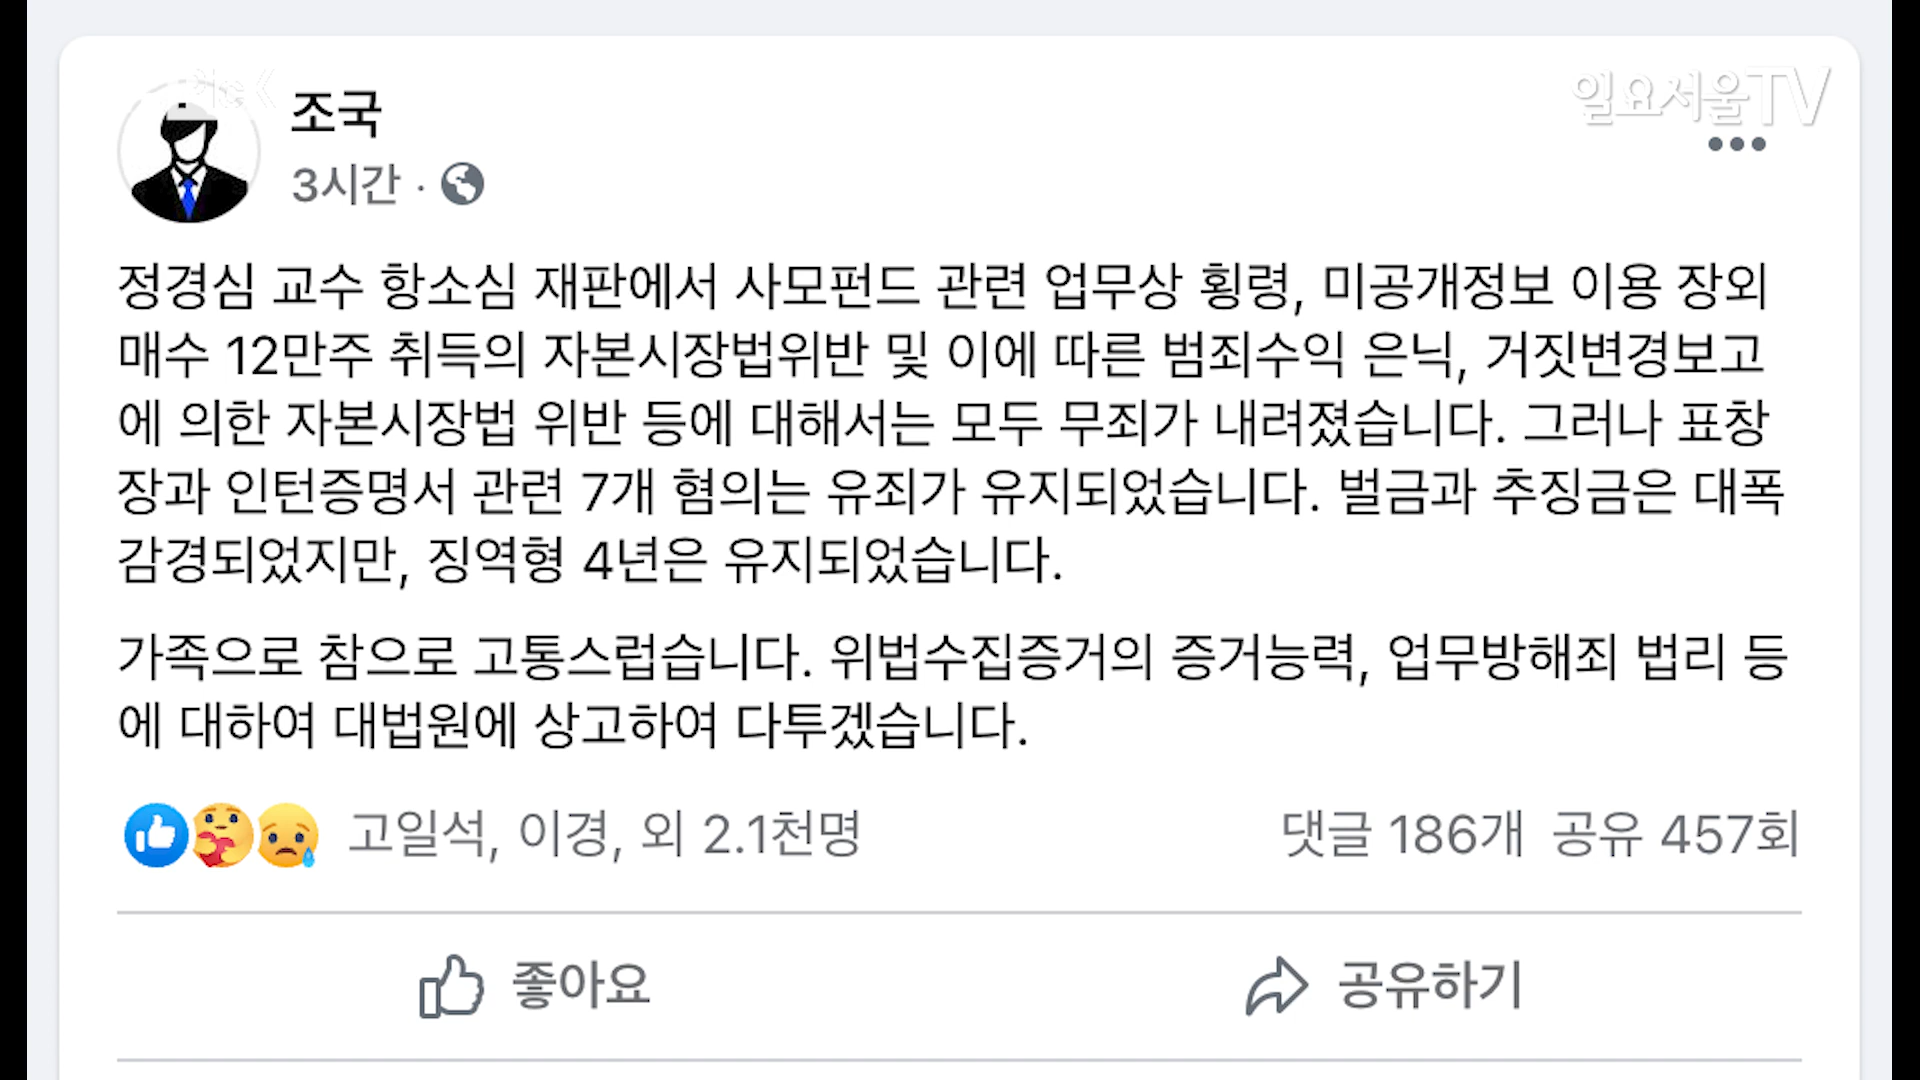 일요서울TV
조국
3시간 ·
정경심 교수 항소심 재판에서 사모펀드 관련 업무상 횡령, 미공개정보 이용 장외
매수 12만주 취득의 자본시장법위반 및 이에 따른 범죄수익 은닉, 거짓변경보고
에 의한 자본시장법 위반 등에 대해서는 모두 무죄가 내려졌습니다. 그러나 표창
장과 인턴증명서 관련 7개 혐의는 유죄가 유지되었습니다. 벌금과 추징금은 대폭
감경되었지만, 징역형 4년은 유지되었습니다.
가족으로 참으로 고통스럽습니다. 위법수집증거의 증거능력, 업무방해죄 법리 등
에 대하여 대법원에 상고하여 다투겠습니다.
고일석, 이경, 외 2.1천명
댓글 186개 공유 457회
좋아요
공유하기